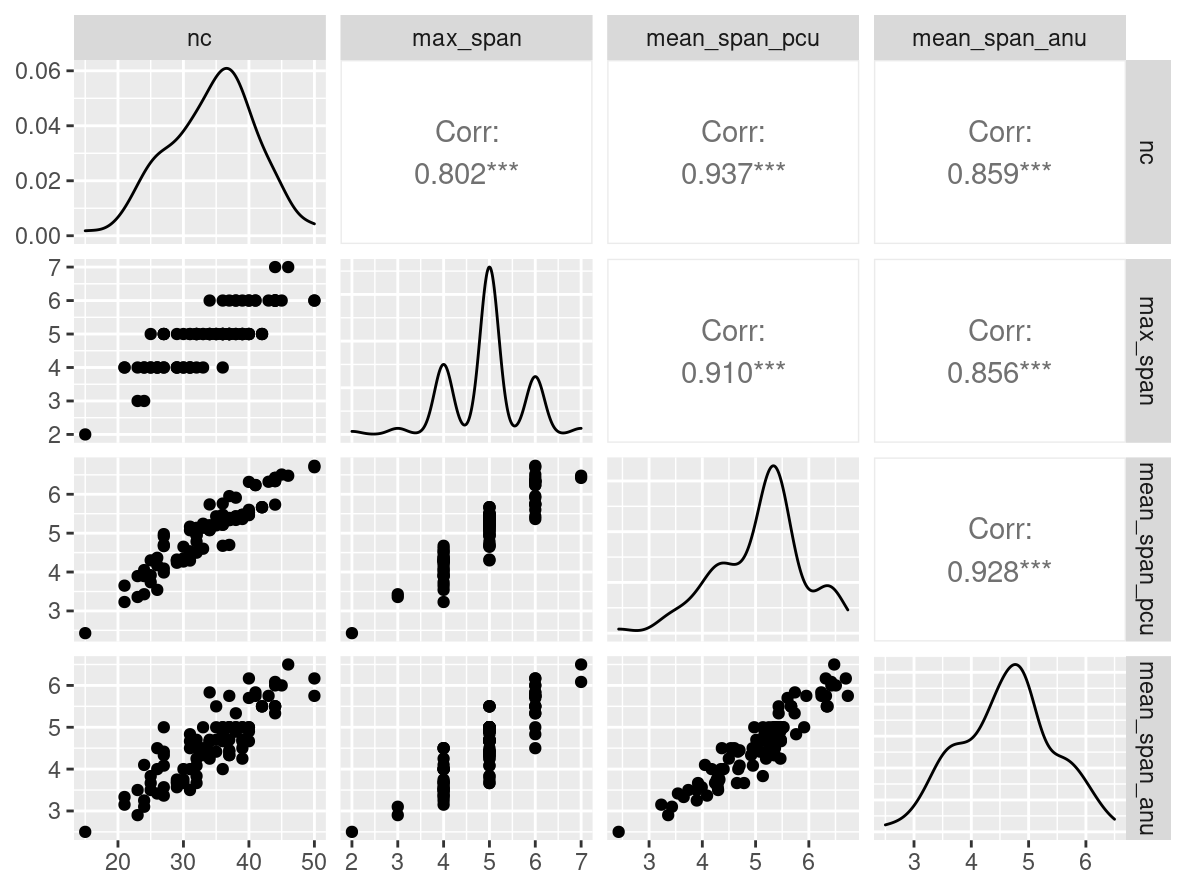 nc max_span mean_span_pcu mean_span_anu
0.06
0.04
0.02
0.00
Corr:
0.802***
Corr:
0.937***
Corr:
0.859***
nc
7
6
5
4
3
2
Corr:
0.910***
Corr:
0.856***
max_span
6
5
4
3
Corr:
0.928***
mean_span_pcu
6
5
4
3
mean_span_anu
20 30 40 50 2 3 4 5 6 7 3 4 5 6 3 4 5 6